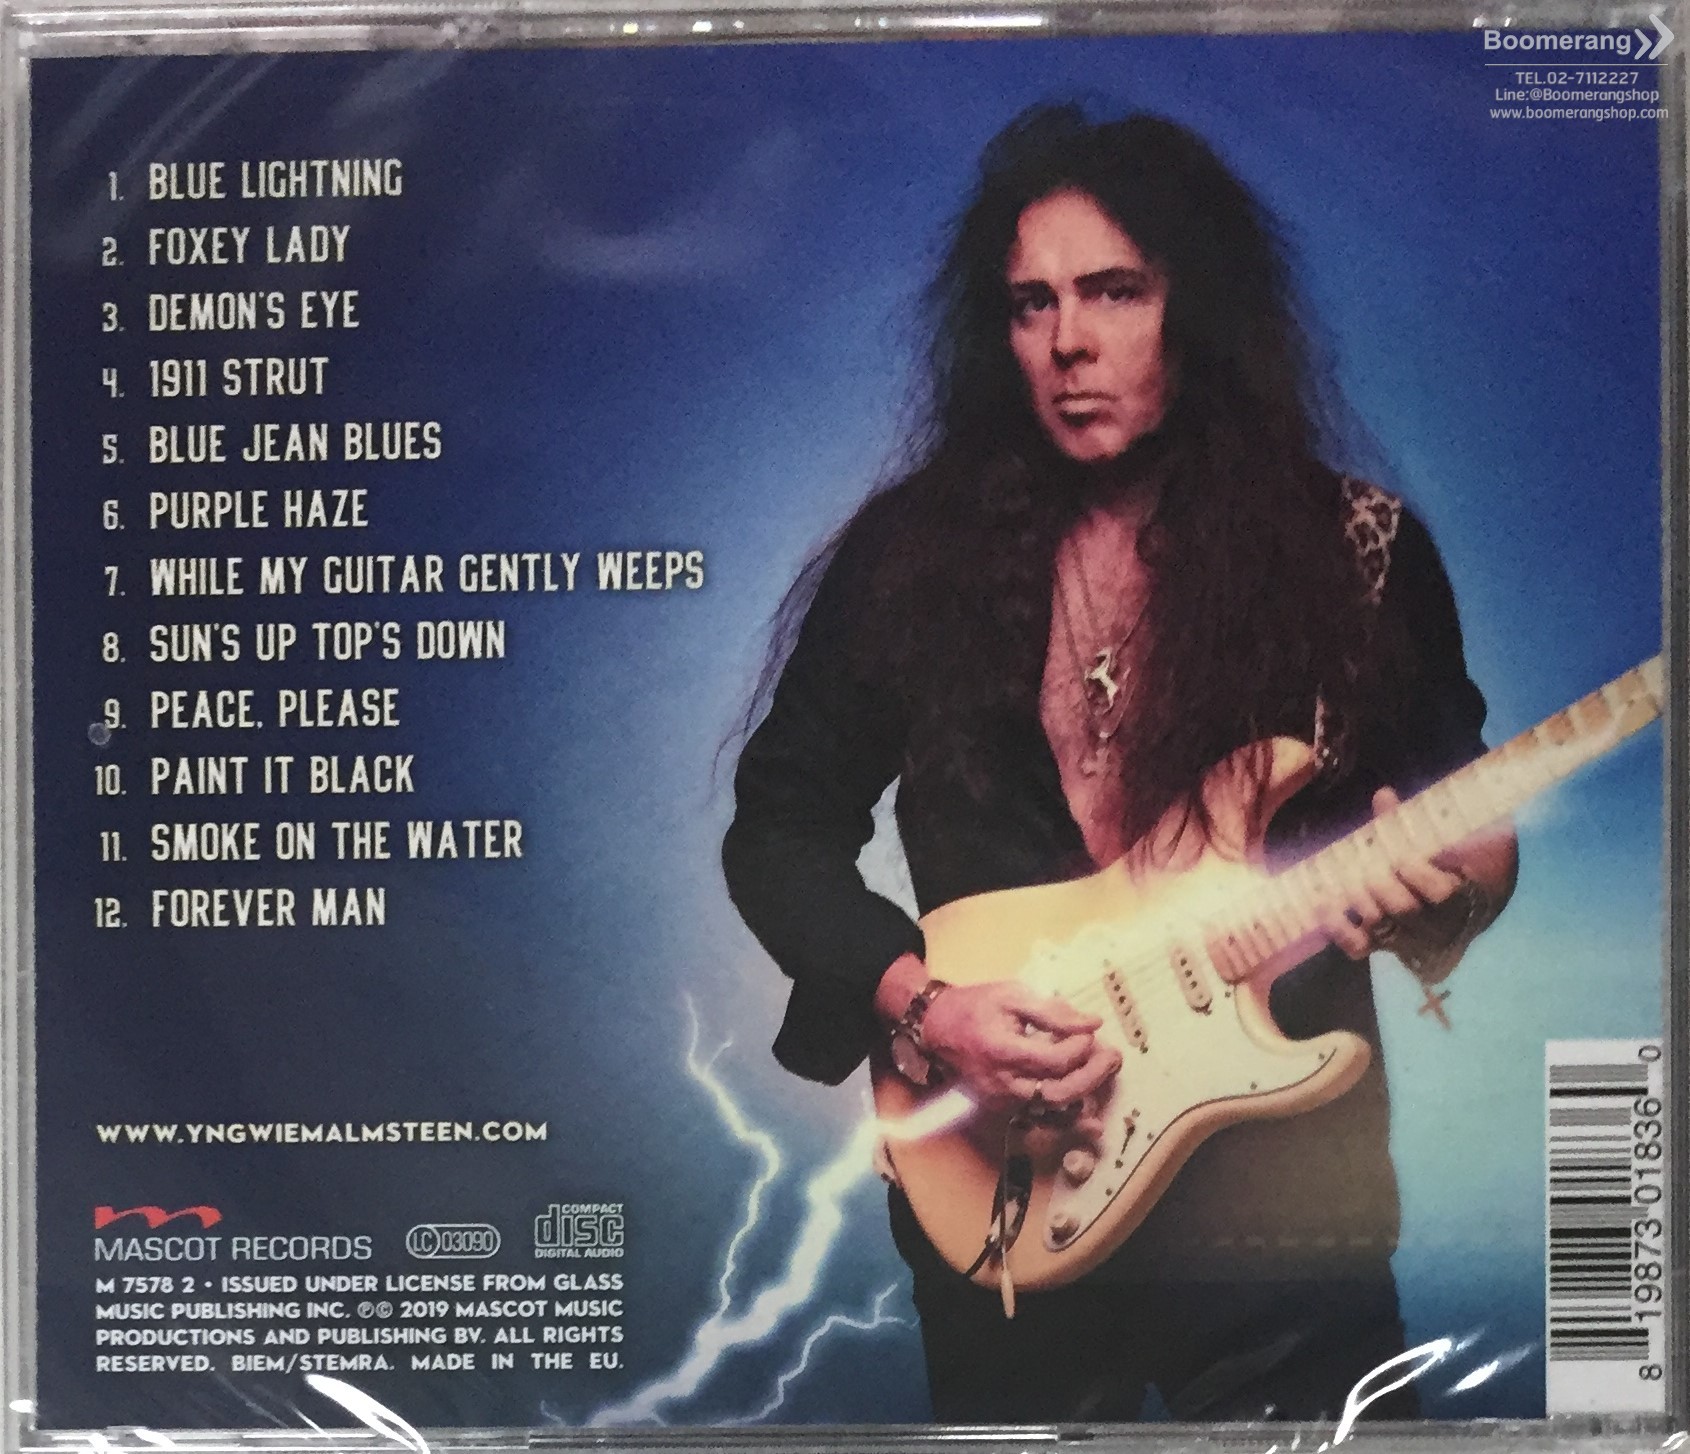 Boomerang
TEL.02-7112227
Line:@Boomerangshop
www.boomerangshop.com
1. BLUE LIGHTNING
2. FOXEY LADY
3. DEMON'S EYE
4. 1911 STRUT
5. BLUE JEAN BLUES
6. PURPLE HAZE
7. WHILE MY GUITAR GENTLY WEEPS
8. SUN'S UP TOP'S DOWN
9. PEACE, PLEASE
10. PAINT IT BLACK
11. SMOKE ON THE WATER
12. FOREVER MAN
WWW.YNGWIEMALMSTEEN.COM
MASCOT RECORDS
LC 03090
COMPACT
disc
DIGITAL AUDIO
M 7578 2 • ISSUED UNDER LICENSE FROM GLASS
MUSIC PUBLISHING INC. ℗© 2019 MASCOT MUSIC
PRODUCTIONS AND PUBLISHING BV. ALL RIGHTS
RESERVED. BIEM/STEMRA. MADE IN THE EU.
8 19873 01836 0